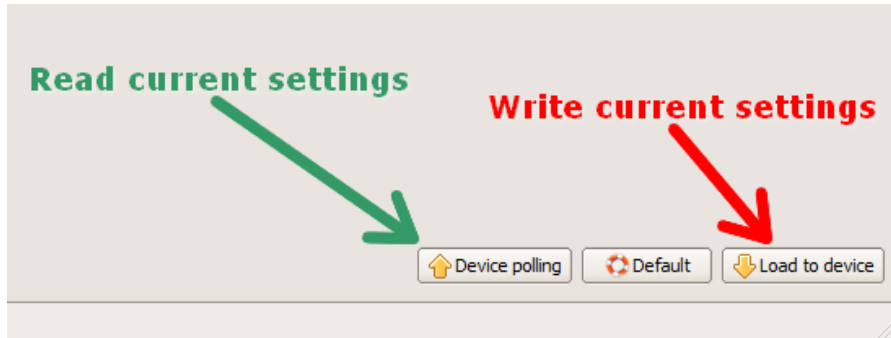 Read current settings
Write current settings
Device polling
Default
Load to device